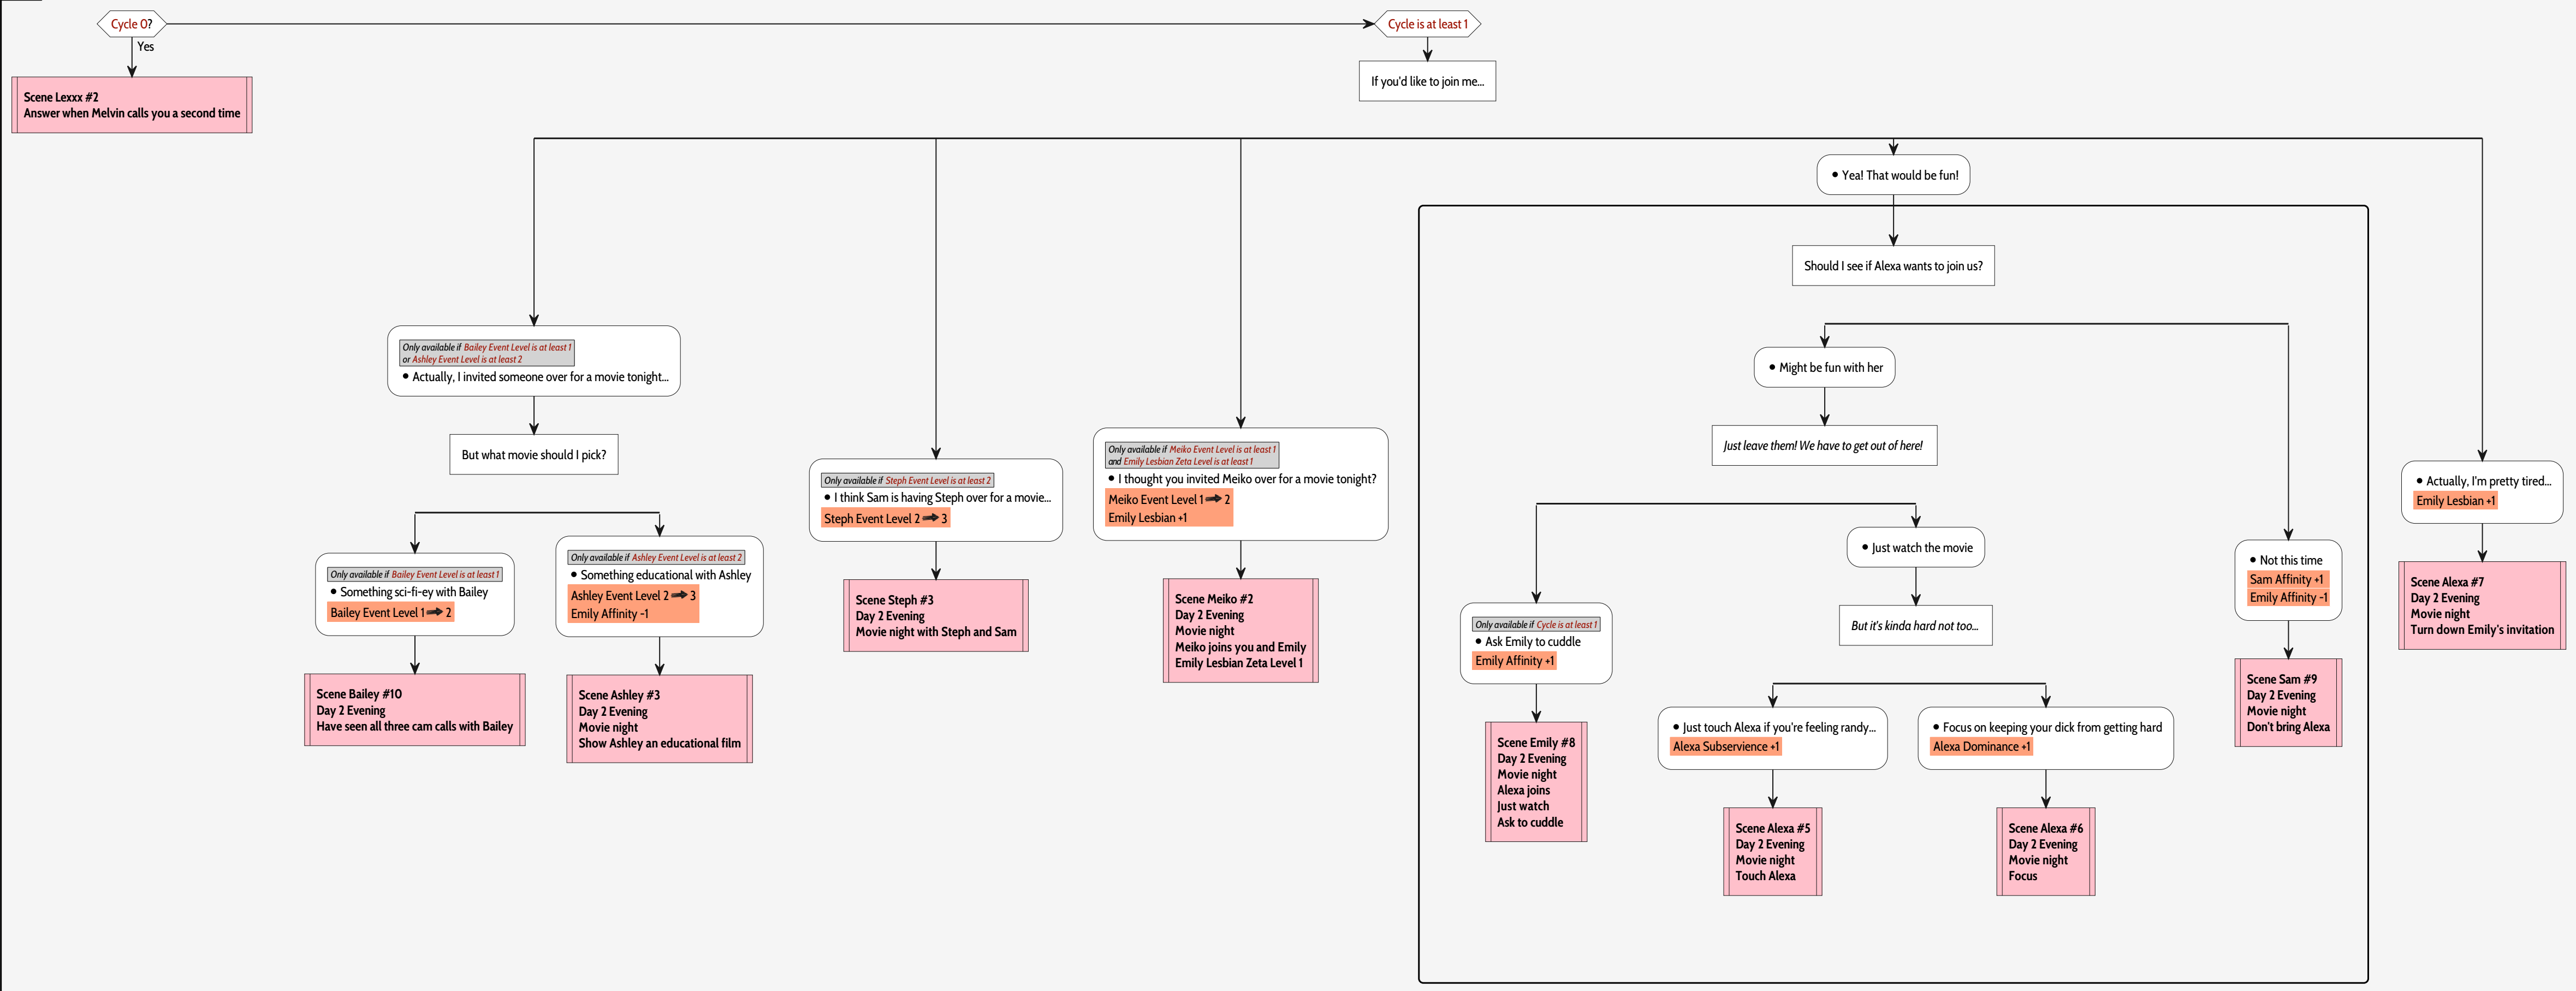 Cycle 0?
Yes
Scene Lexxx #2
Answer when Melvin calls you a second time
Cycle is at least 1
If you'd like to join me...
Only available if Bailey Event Level is at least 1
or Ashley Event Level is at least 2
• Actually, I invited someone over for a movie tonight...
But what movie should I pick?
Only available if Bailey Event Level is at least 1
• Something sci-fi-ey with Bailey
Bailey Event Level 1 ➡ 2
Scene Bailey #10
Day 2 Evening
Have seen all three cam calls with Bailey
Only available if Ashley Event Level is at least 2
• Something educational with Ashley
Ashley Event Level 2 ➡ 3
Emily Affinity -1
Scene Ashley #3
Day 2 Evening
Movie night
Show Ashley an educational film
Only available if Steph Event Level is at least 2
• I think Sam is having Steph over for a movie...
Steph Event Level 2 ➡ 3
Scene Steph #3
Day 2 Evening
Movie night with Steph and Sam
Only available if Meiko Event Level is at least 1
and Emily Lesbian Zeta Level is at least 1
• I thought you invited Meiko over for a movie tonight?
Meiko Event Level 1 ➡ 2
Emily Lesbian +1
Scene Meiko #2
Day 2 Evening
Movie night
Meiko joins you and Emily
Emily Lesbian Zeta Level 1
• Yea! That would be fun!
Should I see if Alexa wants to join us?
• Might be fun with her
Just leave them! We have to get out of here!
Only available if Cycle is at least 1
• Ask Emily to cuddle
Emily Affinity +1
Scene Emily #8
Day 2 Evening
Movie night
Alexa joins
Just watch
Ask to cuddle
• Just watch the movie
But it's kinda hard not too...
• Just touch Alexa if you're feeling randy...
Alexa Subservience +1
Scene Alexa #5
Day 2 Evening
Movie night
Touch Alexa
• Focus on keeping your dick from getting hard
Alexa Dominance +1
Scene Alexa #6
Day 2 Evening
Movie night
Focus
• Not this time
Sam Affinity +1
Emily Affinity -1
Scene Sam #9
Day 2 Evening
Movie night
Don't bring Alexa
• Actually, I'm pretty tired...
Emily Lesbian +1
Scene Alexa #7
Day 2 Evening
Movie night
Turn down Emily's invitation